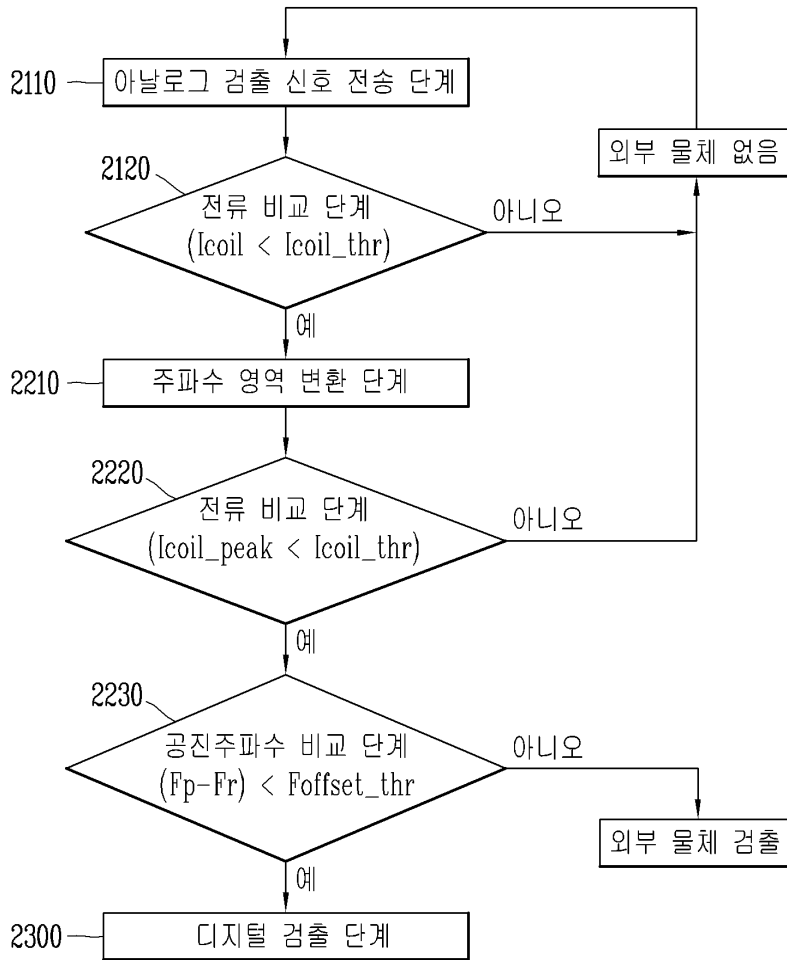 2110
아날로그 검출 신호 전송 단계
외부 물체 없음
2120
전류 비교 단계
(Icoil < Icoil_thr)
아니오
예
2210
주파수 영역 변환 단계
2220
전류 비교 단계
(Icoil_peak < Icoil_thr)
아니오
예
2230
공진주파수 비교 단계
(Fp-Fr) < Foffset_thr
아니오
외부 물체 검출
예
2300
디지털 검출 단계